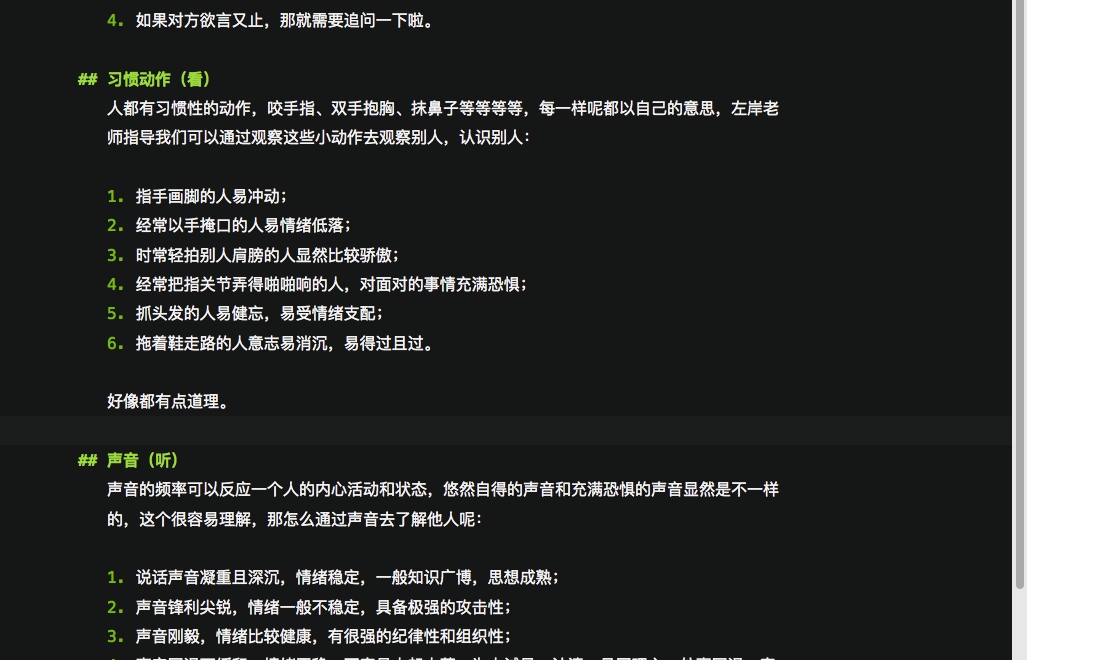 4. 如果对方欲言又止，那就需要追问一下啦。
## 习惯动作（看）
人都有习惯性的动作，咬手指、双手抱胸、抹鼻子等等等等，每一样呢都以自己的意思，左岸老
师指导我们可以通过观察这些小动作去观察别人，认识别人：
1. 指手画脚的人易冲动；
2. 经常以手掩口的人易情绪低落；
3. 时常轻拍别人肩膀的人显然比较骄傲；
4. 经常把指关节弄得啪啪响的人，对面对的事情充满恐惧；
5. 抓头发的人易健忘，易受情绪支配；
6. 拖着鞋走路的人意志易消沉，易得过且过。
好像都有点道理。
## 声音（听）
声音的频率可以反应一个人的内心活动和状态，悠然自得的声音和充满恐惧的声音显然是不一样
的，这个很容易理解，那怎么通过声音去了解他人呢：
1. 说话声音凝重且深沉，情绪稳定，一般知识广博，思想成熟；
2. 声音锋利尖锐，情绪一般不稳定，具备极强的攻击性；
3. 声音刚毅，情绪比较健康，有很强的纪律性和组织性；